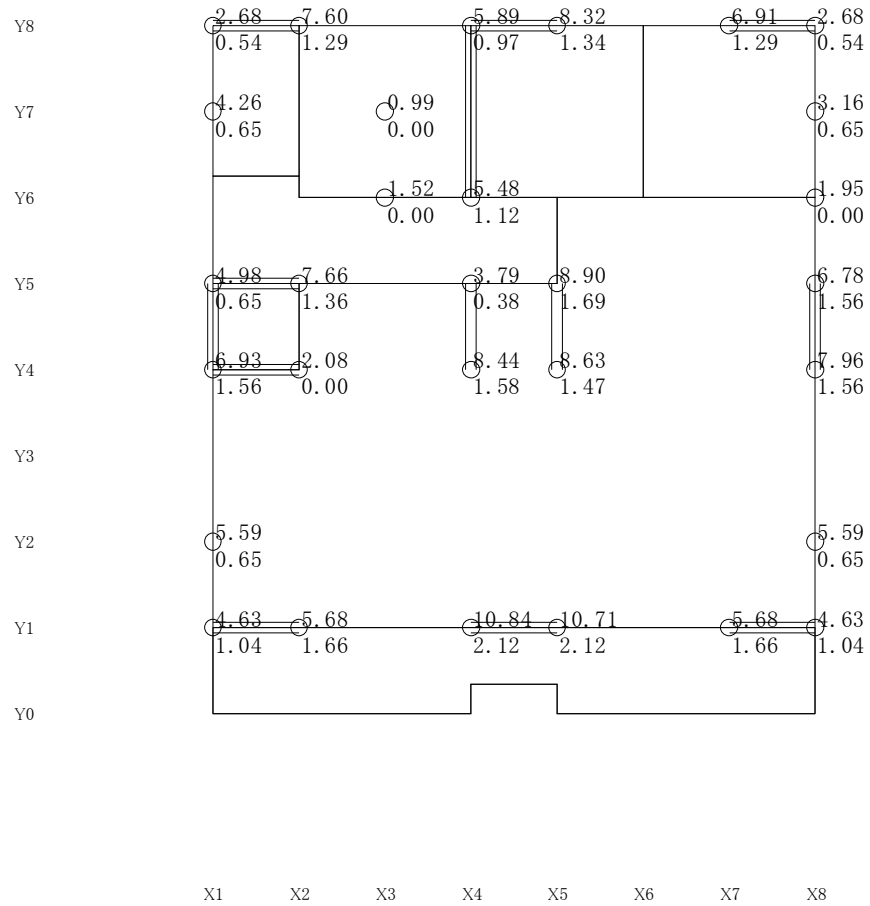 Y8 2.68 7.60 5.89 8.32 6.91 2.68
0.54 1.29 0.97 1.34 1.29 0.54
Y7 4.26 0.99 3.16
0.65 0.00 0.65
Y6 1.52 5.48 1.95
0.00 1.12 0.00
Y5 4.98 7.66 3.79 8.90 6.78
0.65 1.36 0.38 1.69 1.56
Y4 6.93 2.08 8.44 8.63 7.96
1.56 0.00 1.58 1.47 1.56
Y3
Y2 5.59 5.59
0.65 0.65
Y1 4.63 5.68 10.84 10.71 5.68 4.63
1.04 1.66 2.12 2.12 1.66 1.04
Y0
X1 X2 X3 X4 X5 X6 X7 X8